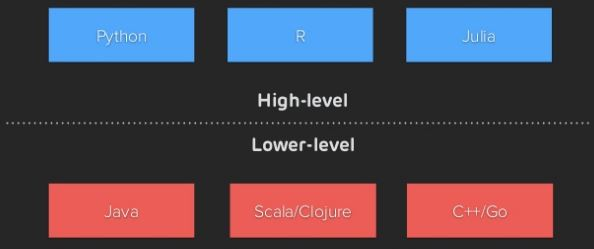 Python
R
Julia
High-level
Lower-level
Java
Scala/Clojure
C++/Go